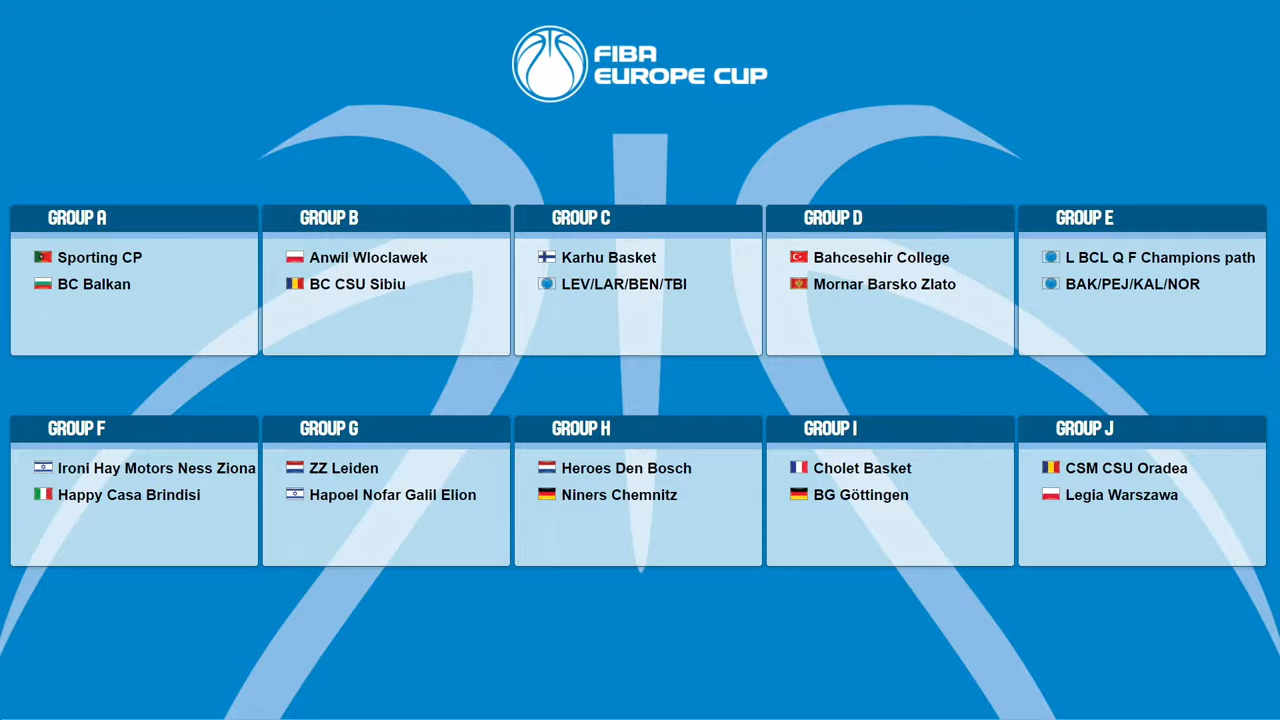 FIBA
EUROPE CUP
GROUP A
Sporting CP
BC Balkan
GROUP B
Anwil Wloclawek
BC CSU Sibiu
GROUP C
Karhu Basket
LEV/LAR/BEN/TBI
GROUP D
Bahcesehir College
Mornar Barsko Zlato
GROUP E
L BCL Q F Champions path
BAK/PEJ/KAL/NOR
GROUP F
Ironi Hay Motors Ness Ziona
Happy Casa Brindisi
GROUP G
ZZ Leiden
Hapoel Nofar Galil Elion
GROUP H
Heroes Den Bosch
Niners Chemnitz
GROUP I
Cholet Basket
BG Göttingen
GROUP J
CSM CSU Oradea
Legia Warszawa